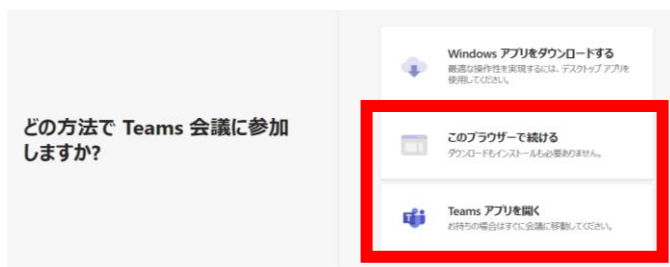 どの方法で Teams 会議に参加
しますか?
Windows アプリをダウンロードする
最適な操作性を実現するには、デスクトップ アプリを
使用してください。
このブラウザーで続ける
ダウンロードもインストールも必要ありません。
Teams アプリを開く
お持ちの場合はすぐに会議に移動してください。